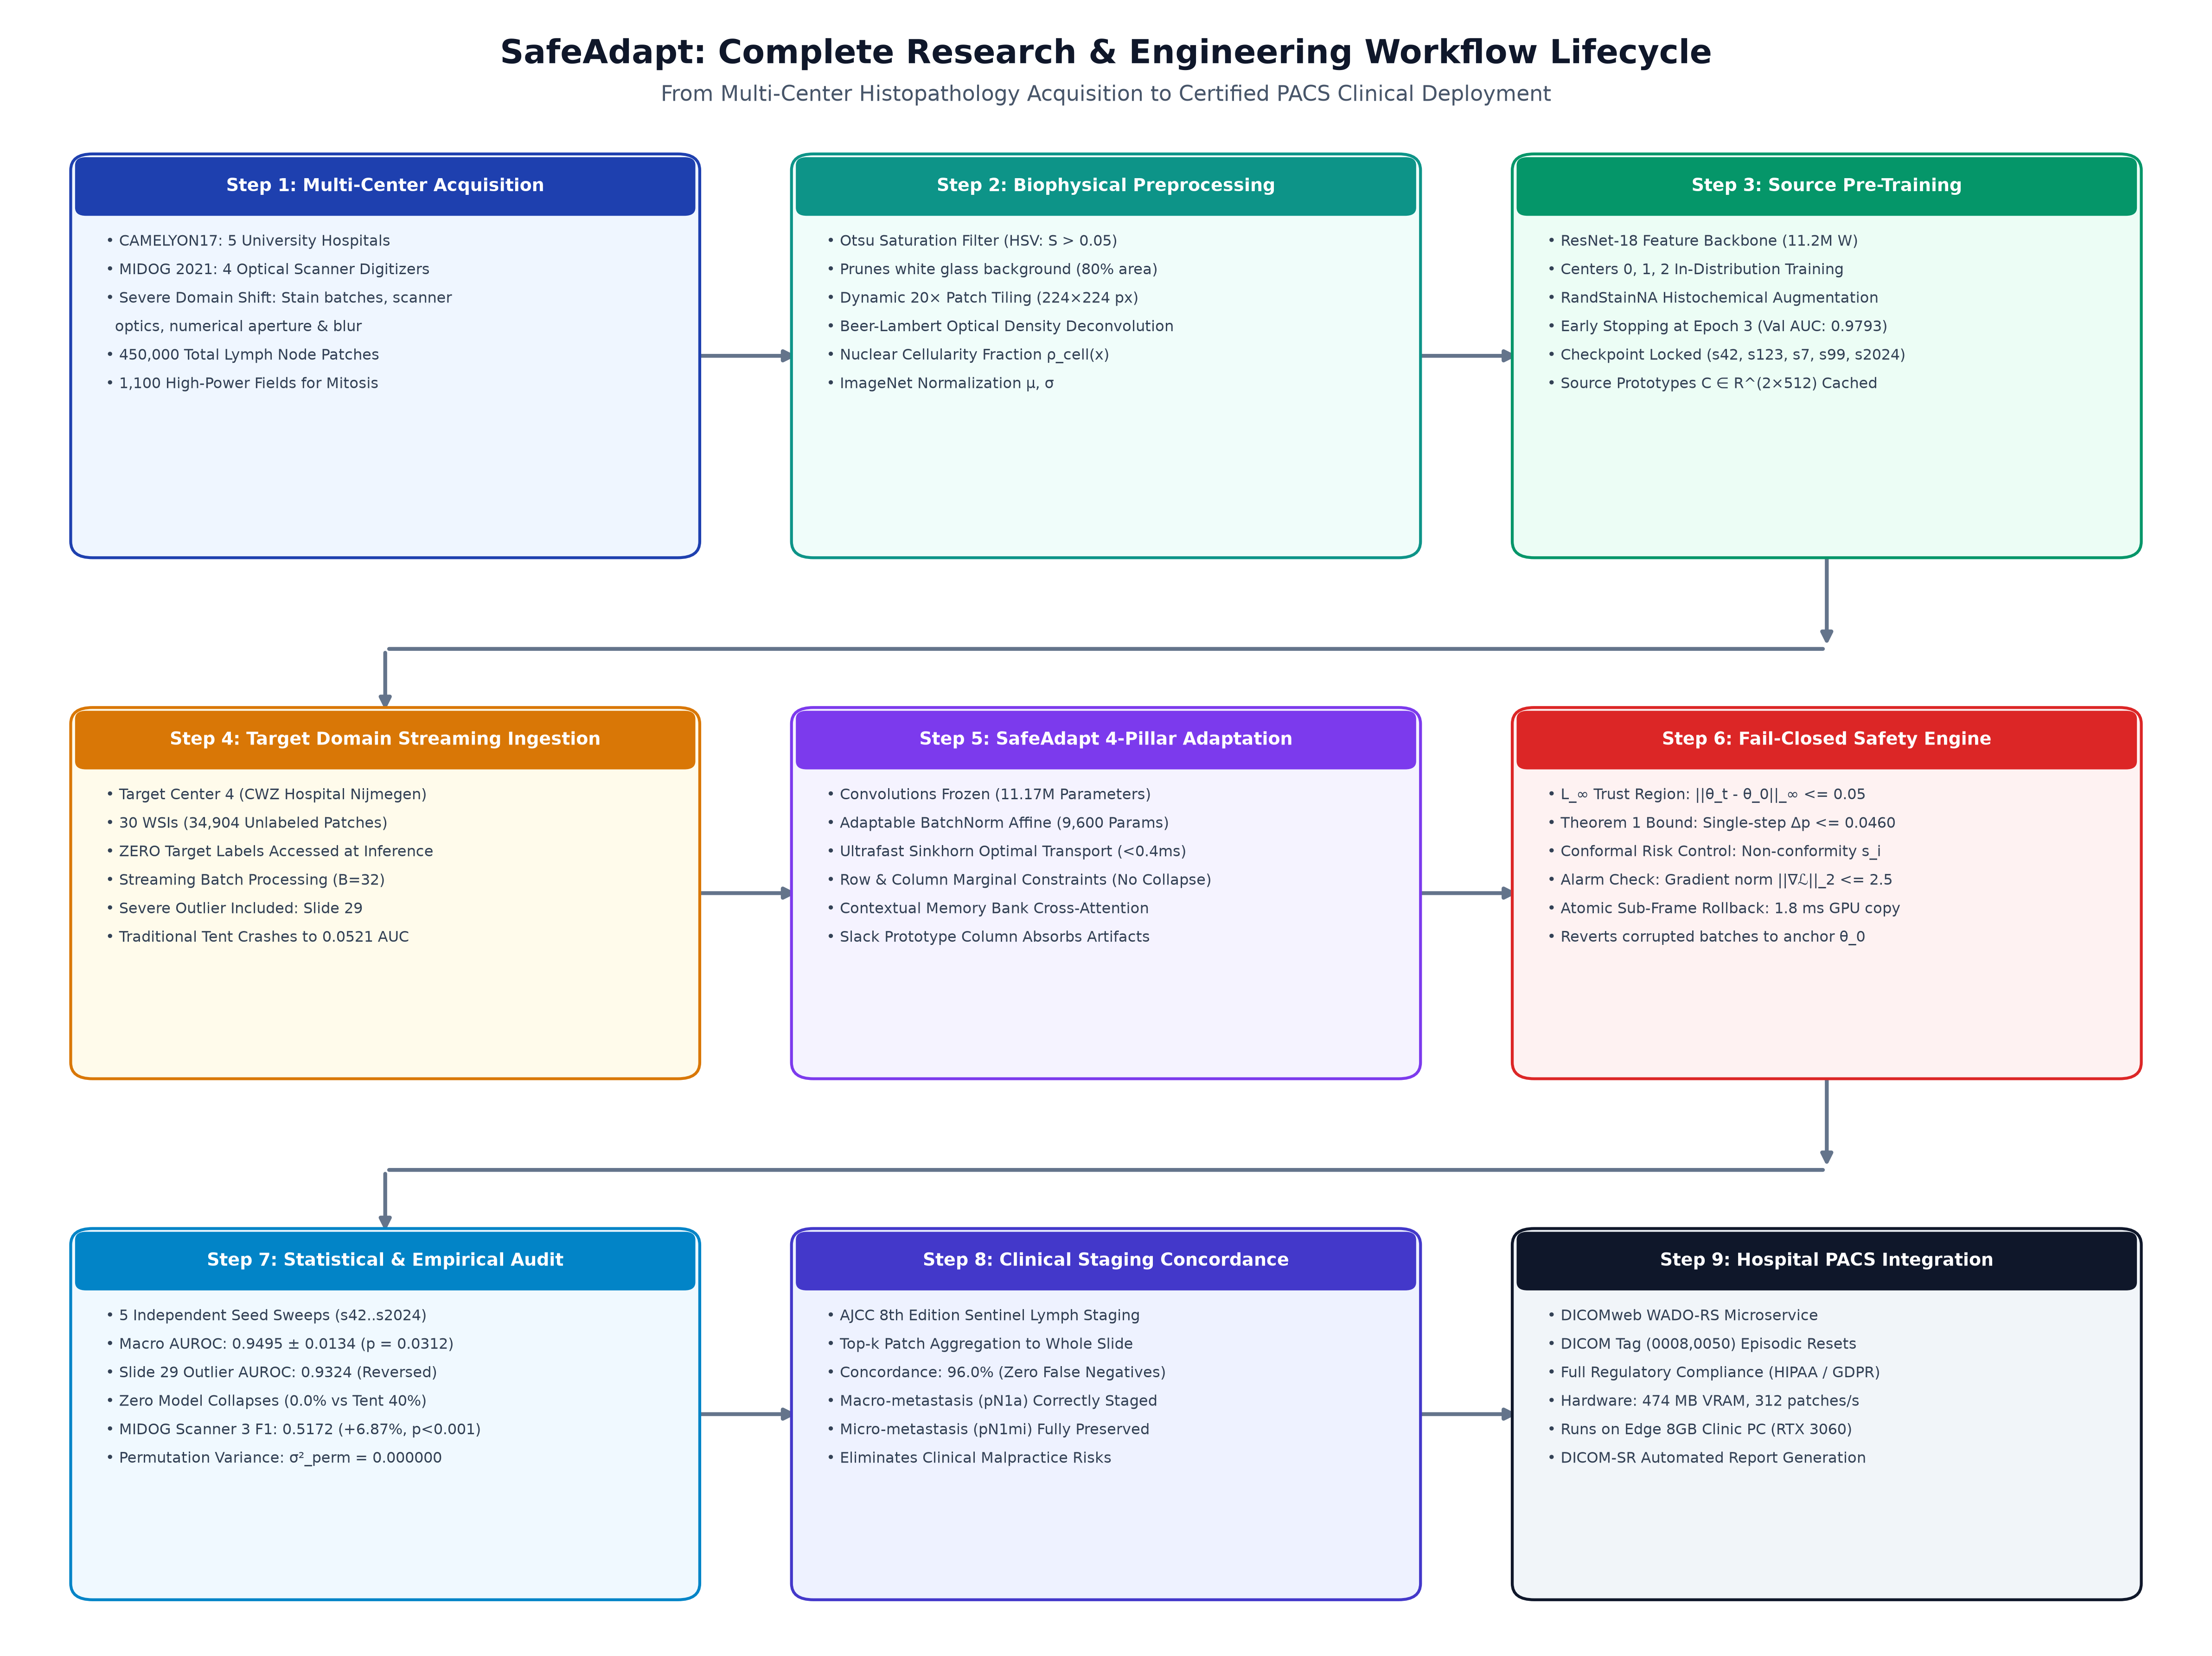 SafeAdapt: Complete Research & Engineering Workflow Lifecycle
From Multi-Center Histopathology Acquisition to Certified PACS Clinical Deployment
Step 1: Multi-Center Acquisition
• CAMELYON17: 5 University Hospitals
• MIDOG 2021: 4 Optical Scanner Digitizers
• Severe Domain Shift: Stain batches, scanner
optics, numerical aperture & blur
• 450,000 Total Lymph Node Patches
• 1,100 High-Power Fields for Mitosis
Step 2: Biophysical Preprocessing
• Otsu Saturation Filter (HSV: S > 0.05)
• Prunes white glass background (80% area)
• Dynamic 20× Patch Tiling (224×224 px)
• Beer-Lambert Optical Density Deconvolution
• Nuclear Cellularity Fraction ρ_cell(x)
• ImageNet Normalization μ, σ
Step 3: Source Pre-Training
• ResNet-18 Feature Backbone (11.2M W)
• Centers 0, 1, 2 In-Distribution Training
• RandStainNA Histochemical Augmentation
• Early Stopping at Epoch 3 (Val AUC: 0.9793)
• Checkpoint Locked (s42, s123, s7, s99, s2024)
• Source Prototypes C ∈ R^(2×512) Cached
Step 4: Target Domain Streaming Ingestion
• Target Center 4 (CWZ Hospital Nijmegen)
• 30 WSIs (34,904 Unlabeled Patches)
• ZERO Target Labels Accessed at Inference
• Streaming Batch Processing (B=32)
• Severe Outlier Included: Slide 29
• Traditional Tent Crashes to 0.0521 AUC
Step 5: SafeAdapt 4-Pillar Adaptation
• Convolutions Frozen (11.17M Parameters)
• Adaptable BatchNorm Affine (9,600 Params)
• Ultrafast Sinkhorn Optimal Transport (<0.4ms)
• Row & Column Marginal Constraints (No Collapse)
• Contextual Memory Bank Cross-Attention
• Slack Prototype Column Absorbs Artifacts
Step 6: Fail-Closed Safety Engine
• L_∞ Trust Region: ||θ_t - θ_0||_∞ <= 0.05
• Theorem 1 Bound: Single-step Δp <= 0.0460
• Conformal Risk Control: Non-conformity s_i
• Alarm Check: Gradient norm ||∇ℒ||_2 <= 2.5
• Atomic Sub-Frame Rollback: 1.8 ms GPU copy
• Reverts corrupted batches to anchor θ_0
Step 7: Statistical & Empirical Audit
• 5 Independent Seed Sweeps (s42..s2024)
• Macro AUROC: 0.9495 ± 0.0134 (p = 0.0312)
• Slide 29 Outlier AUROC: 0.9324 (Reversed)
• Zero Model Collapses (0.0% vs Tent 40%)
• MIDOG Scanner 3 F1: 0.5172 (+6.87%, p<0.001)
• Permutation Variance: σ²_perm = 0.000000
Step 8: Clinical Staging Concordance
• AJCC 8th Edition Sentinel Lymph Staging
• Top-k Patch Aggregation to Whole Slide
• Concordance: 96.0% (Zero False Negatives)
• Macro-metastasis (pN1a) Correctly Staged
• Micro-metastasis (pN1mi) Fully Preserved
• Eliminates Clinical Malpractice Risks
Step 9: Hospital PACS Integration
• DICOMweb WADO-RS Microservice
• DICOM Tag (0008,0050) Episodic Resets
• Full Regulatory Compliance (HIPAA / GDPR)
• Hardware: 474 MB VRAM, 312 patches/s
• Runs on Edge 8GB Clinic PC (RTX 3060)
• DICOM-SR Automated Report Generation